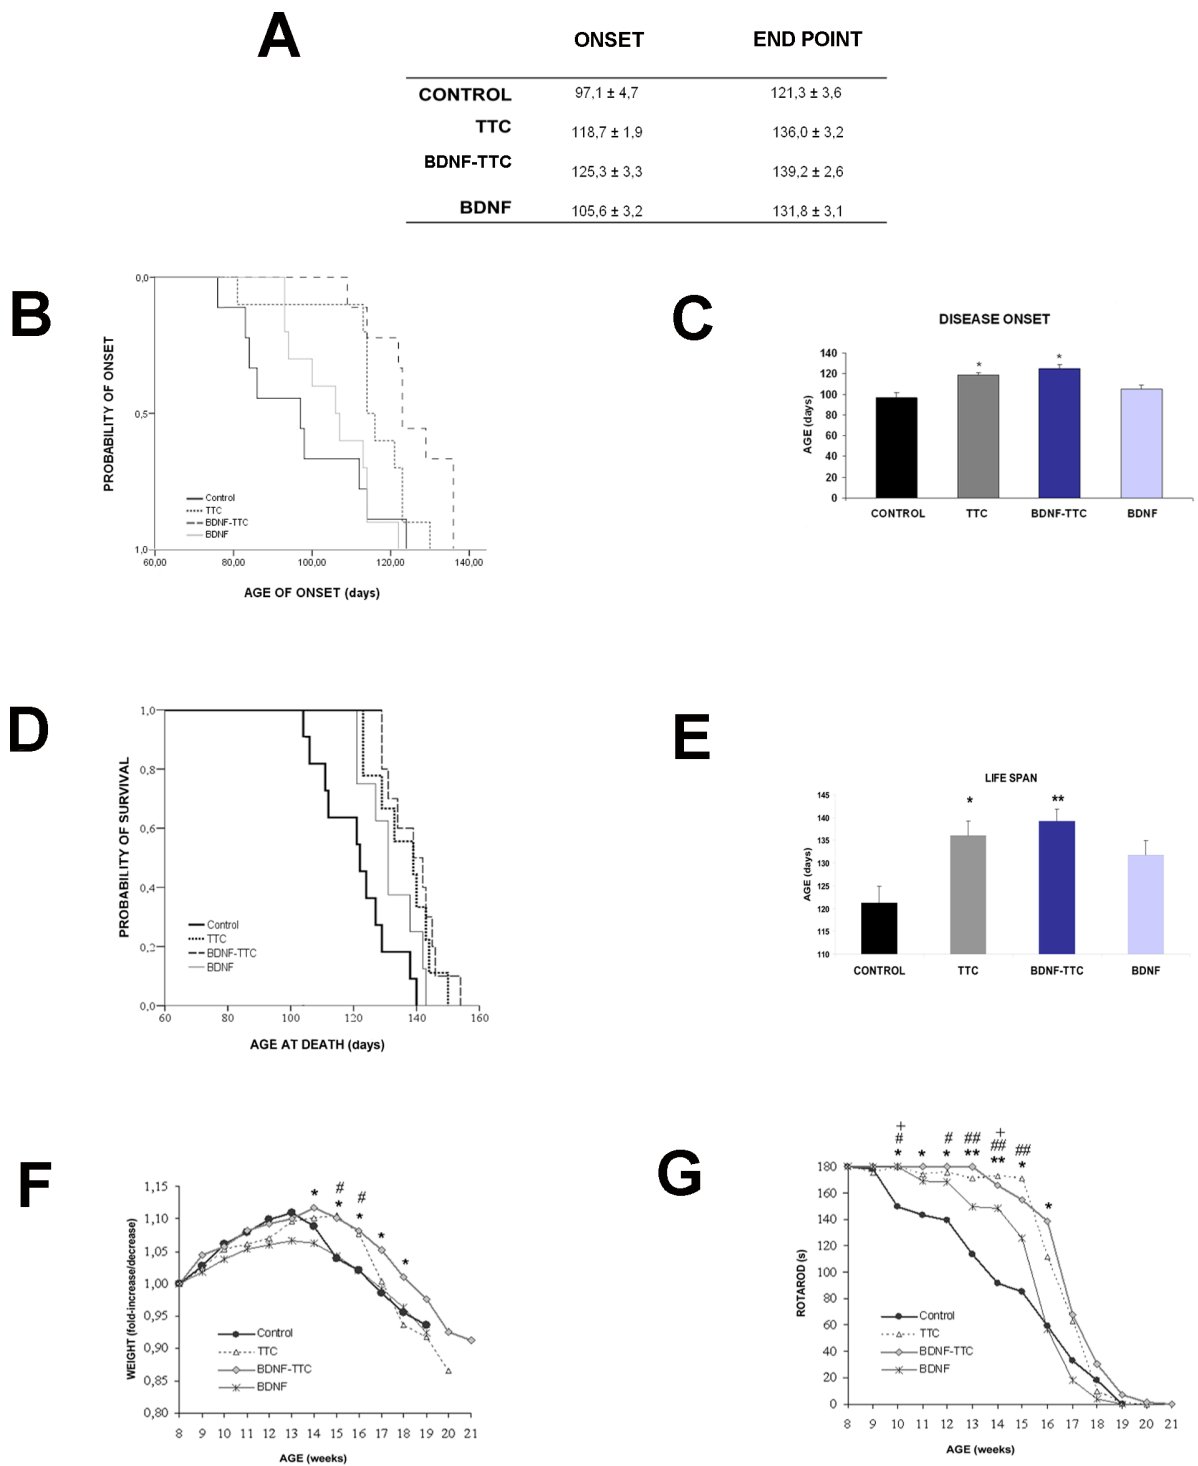 A
ONSET END POINT
CONTROL 97,1 ± 4,7 121,3 ± 3,6
TTC 118,7 ± 1,9 136,0 ± 3,2
BDNF-TTC 125,3 ± 3,3 139,2 ± 2,6
BDNF 105,6 ± 3,2 131,8 ± 3,1
B
PROBABILITY OF ONSET
0,0
0,5
1,0
Control
TTC
BDNF-TTC
BDNF
60,00 80,00 100,00 120,00 140,00
AGE OF ONSET (days)
C
DISEASE ONSET
AGE (days)
140
120
100
80
60
40
20
0
* *
CONTROL TTC BDNF-TTC BDNF
D
PROBABILITY OF SURVIVAL
1,0
0,8
0,6
0,4
0,2
0,0
Control
TTC
BDNF-TTC
BDNF
60 80 100 120 140 160
AGE AT DEATH (days)
E
LIFE SPAN
AGE (days)
145
140
135
130
125
120
115
110
* **
CONTROL TTC BDNF-TTC BDNF
F
WEIGHT (fold-increase/decrease)
1,15
1,10
1,05
1,00
0,95
0,90
0,85
0,80
# #
* * * * *
Control
TTC
BDNF-TTC
BDNF
8 9 10 11 12 13 14 15 16 17 18 19 20 21
AGE (weeks)
G
ROTAROD (s)
180
160
140
120
100
80
60
40
20
0
+ +
# # ## ## ##
* * * ** ** * *
Control
TTC
BDNF-TTC
BDNF
8 9 10 11 12 13 14 15 16 17 18 19 20 21
AGE (weeks)